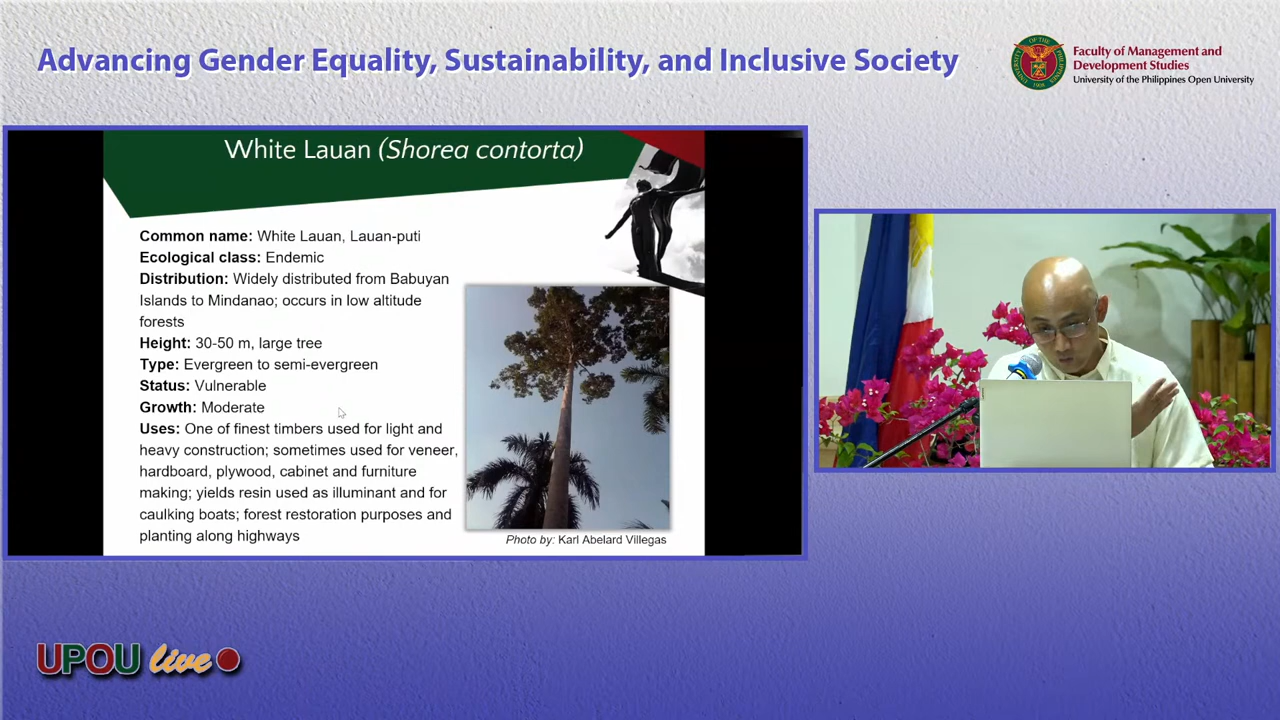 Advancing Gender Equality, Sustainability, and Inclusive Society
Faculty of Management and
Development Studies
University of the Philippines Open University
White Lauan (Shorea contorta)
Common name: White Lauan, Lauan-puti
Ecological class: Endemic
Distribution: Widely distributed from Babuyan
Islands to Mindanao; occurs in low altitude
forests
Height: 30-50 m, large tree
Type: Evergreen to semi-evergreen
Status: Vulnerable
Growth: Moderate
Uses: One of finest timbers used for light and
heavy construction; sometimes used for veneer,
hardboard, plywood, cabinet and furniture
making; yields resin used as illuminant and for
caulking boats; forest restoration purposes and
planting along highways
Photo by: Karl Abelard Villegas
UPOU live